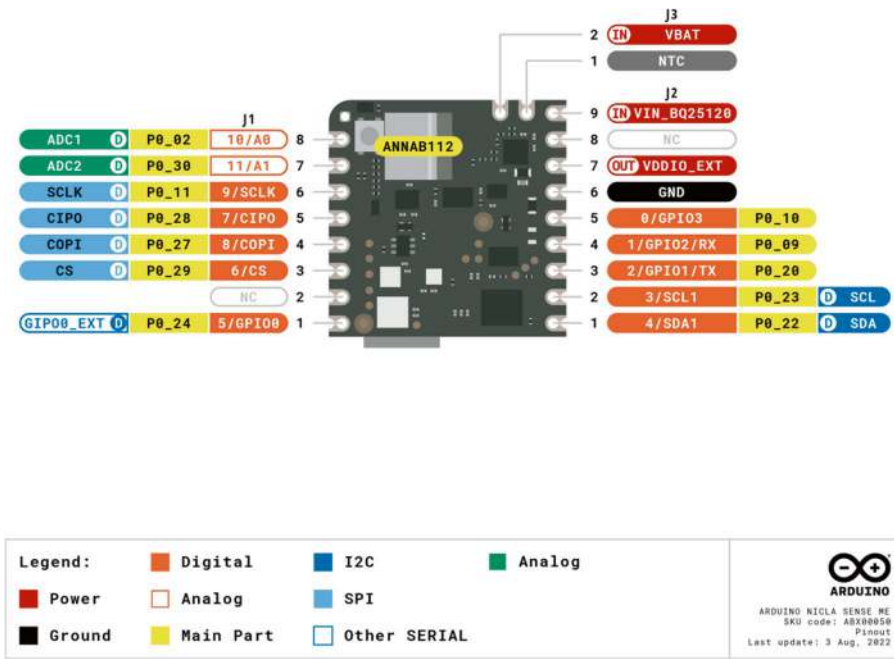 J3
2 IN VBAT
1 NTC
J2
9 IN VIN_BQ25120
8 NC
7 OUT VDDIO_EXT
6 GND
5 0/GPIO3 P0_10
4 1/GPIO2/RX P0_09
3 2/GPIO1/TX P0_20
2 3/SCL1 P0_23 D SCL
1 4/SDA1 P0_22 D SDA
J1
ADC1 D P0_02 10/A0 8
ADC2 D P0_30 11/A1 7
SCLK D P0_11 9/SCLK 6
CIPO D P0_28 7/CIPO 5
COPI D P0_27 8/COPI 4
CS D P0_29 6/CS 3
NC 2
GIPO0_EXT D P0_24 5/GPIO0 1
ANNAB112
Legend:
Power
Ground
Digital
Analog
Main Part
I2C
SPI
Other SERIAL
Analog
ARDUINO
ARDUINO NICLA SENSE ME
SKU code: ABX00050
Pinout
Last update: 3 Aug, 2022